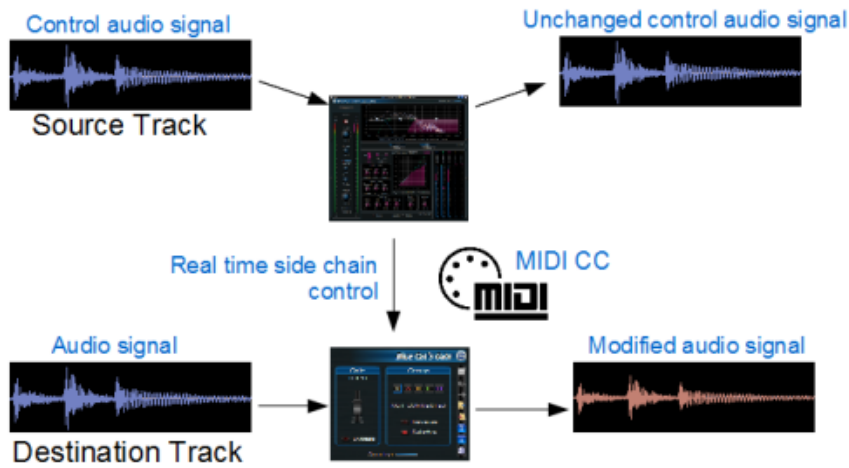 Control audio signal
Unchanged control audio signal
Source Track
Real time side chain
control
MIDI CC
MIDI
Audio signal
Modified audio signal
Destination Track